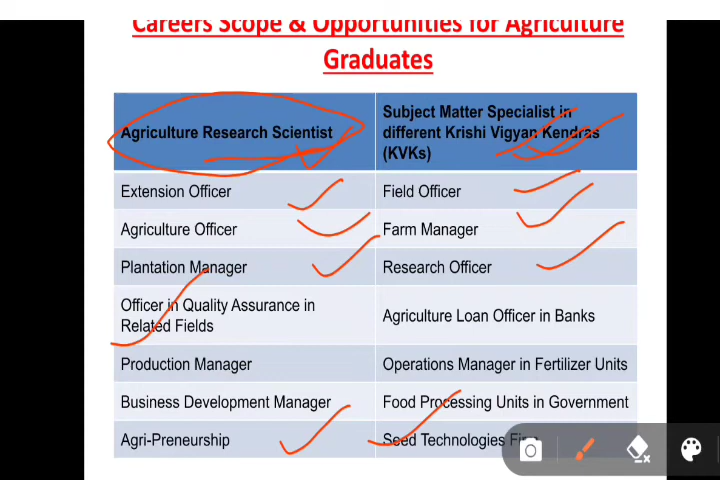 Careers Scope & Opportunities for Agriculture
Graduates
Agriculture Research Scientist
Subject Matter Specialist in
different Krishi Vigyan Kendras
(KVKs)
Extension Officer
Field Officer
Agriculture Officer
Farm Manager
Plantation Manager
Research Officer
Officer in Quality Assurance in
Related Fields
Agriculture Loan Officer in Banks
Production Manager
Operations Manager in Fertilizer Units
Business Development Manager
Food Processing Units in Government
Agri-Preneurship
Seed Technologies